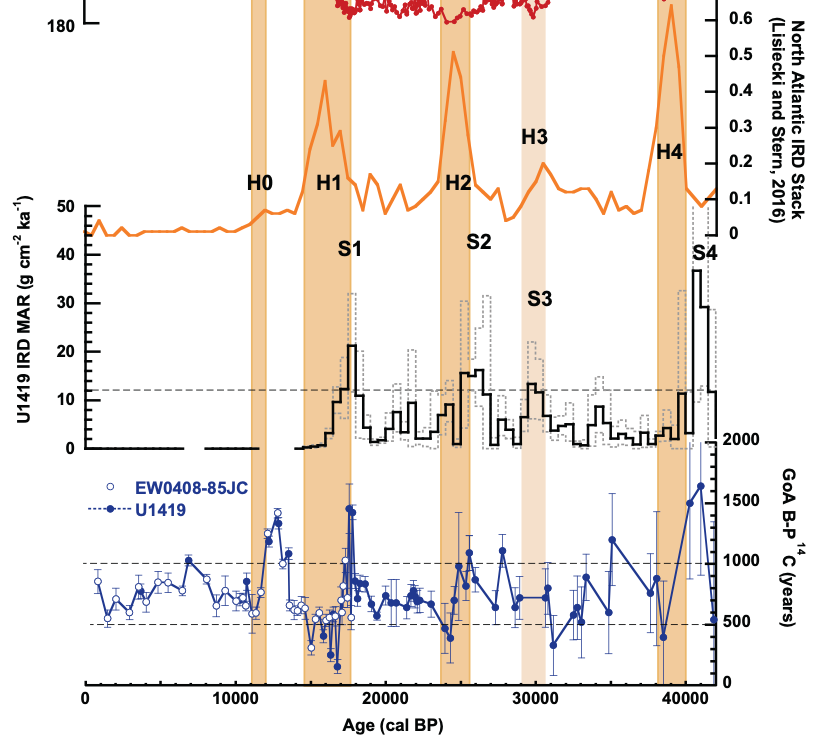 180
0.6
0.5
0.4
0.3
0.2
0.1
0
North Atlantic IRD Stack
(Lisiecki and Stern, 2016)
H0
H1
H2
H3
H4
50
40
30
20
10
0
U1419 IRD MAR (g cm⁻² ka⁻¹)
S1
S2
S3
S4
EW0408-85JC
U1419
2000
1500
1000
500
0
GoA B-P ¹⁴C (years)
0
10000
20000
30000
40000
Age (cal BP)